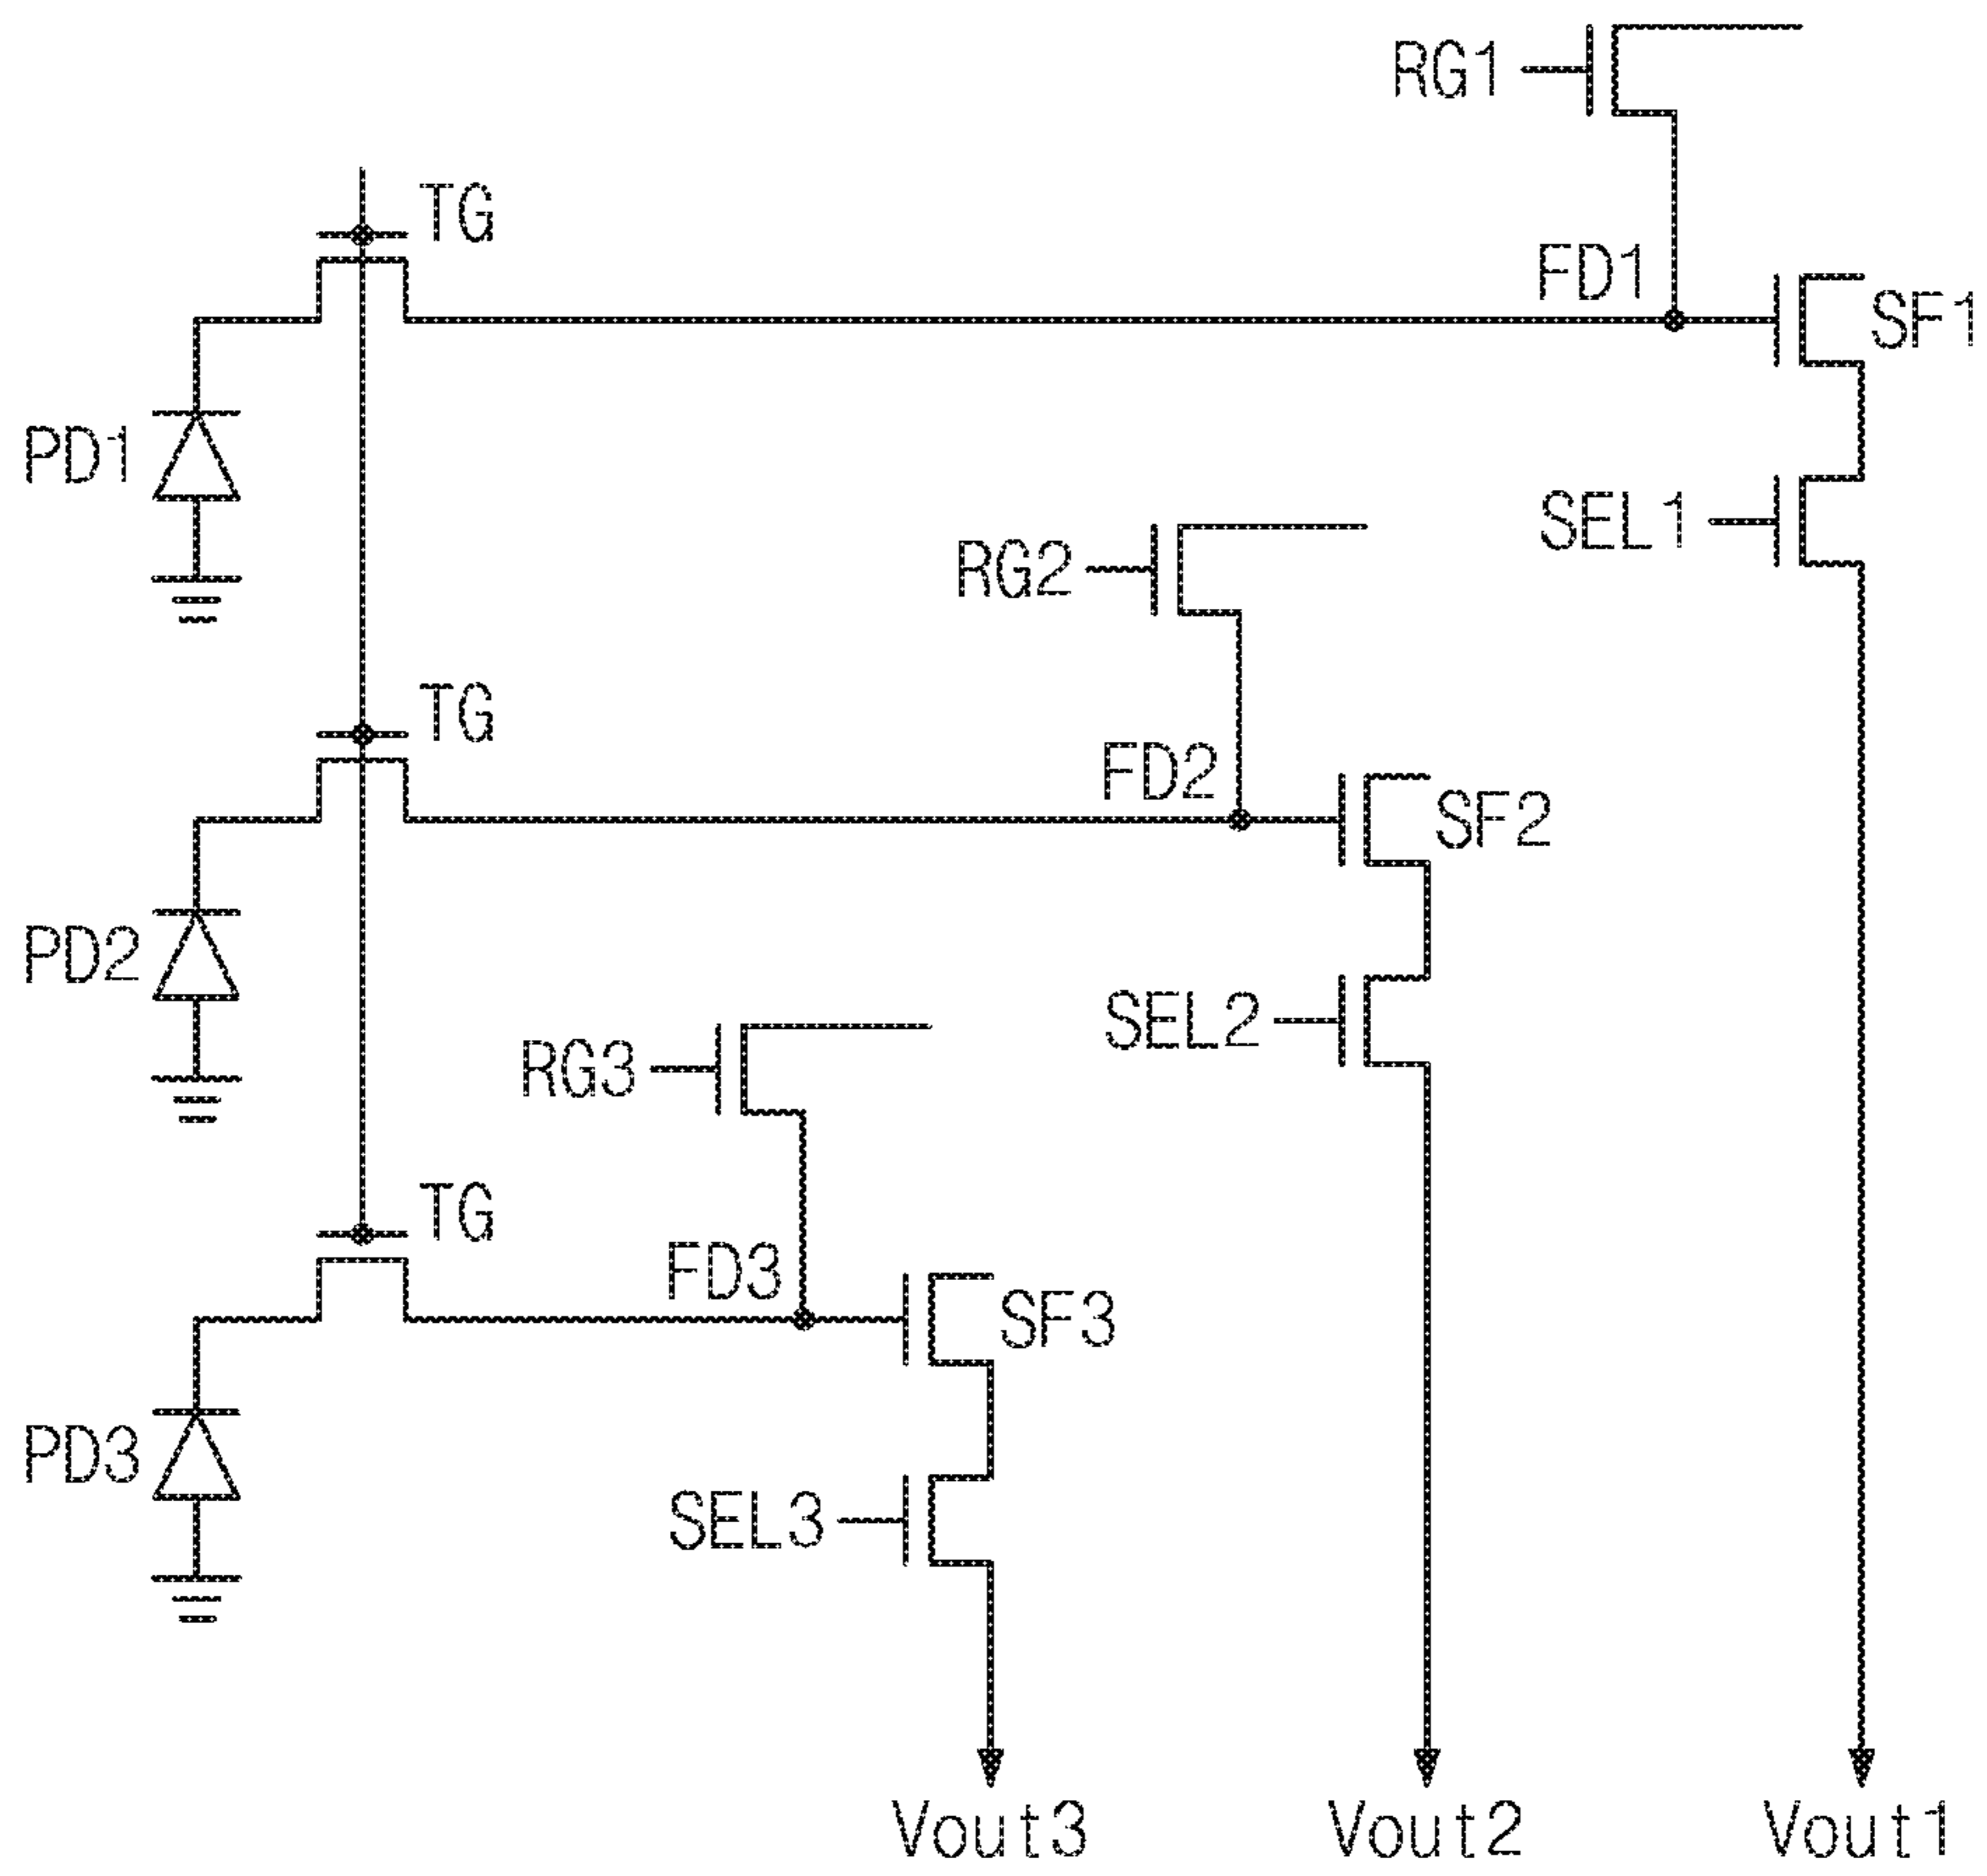 RG1
TG
FD1
SF1
PD1
SEL1
RG2
TG
FD2
SF2
PD2
SEL2
RG3
TG
FD3
SF3
PD3
SEL3
Vout3
Vout2
Vout1